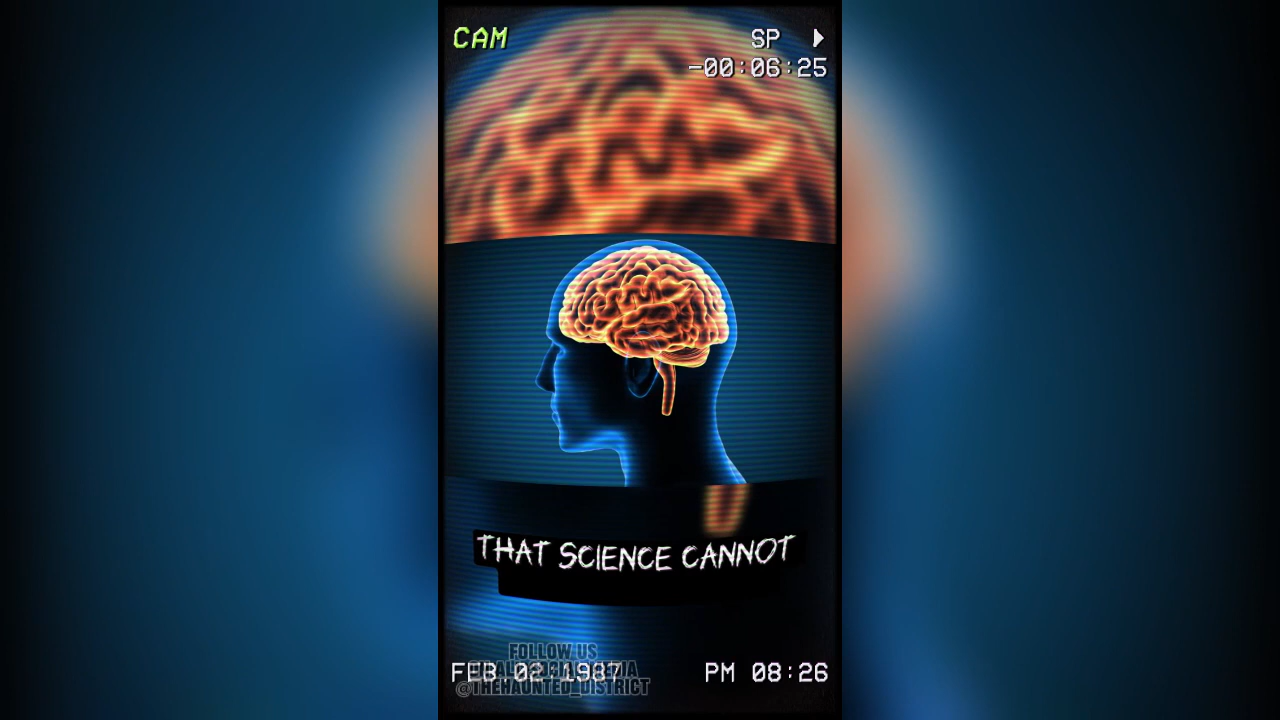 CAM
SP
-00:06:25
THAT SCIENCE CANNOT
FOLLOW US
@THEHAUNTED_DISTRICT
FEB 02 1987
PM 08:26